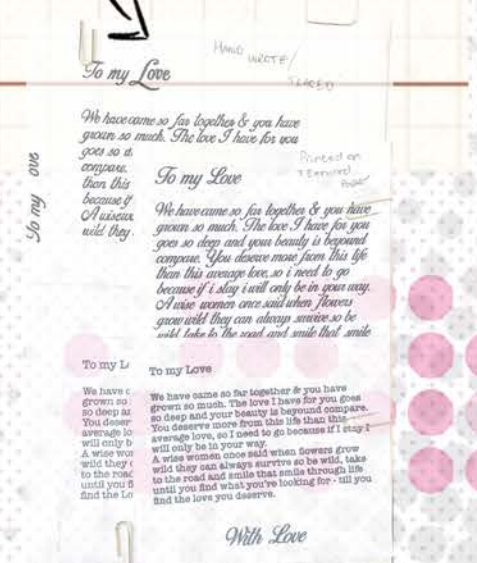 HAND WROTE /
TRACED
To my Love
We have come so far together & you have
grown so much. The love I have for you
goes so d
compare.
than this
because if
A wise wo
wild they
To my ove
Printed on
To my Love
We have came so far together & you have
grown so much. The love I have for you
goes so deep and your beauty is beyound
compare. You deserve more from this life
than this average love, so i need to go
because if i stay i will only be in your way.
A wise women once said when flowers
grow wild they can always survive so be
wild take to the road and smile that smile
To my L
We have c
grown so
so deep an
You deser
average lo
will only b
A wise wo
wild they c
to the road
until you fi
find the Lo
To my Love
We have came so far together & you have
grown so much. The love I have for you goes
so deep and your beauty is beyound compare.
You deserve more from this life than this
average love, so I need to go because if I stay I
will only be in your way.
A wise women once said when flowers grow
wild they can always survive so be wild, take
to the road and smile that smile through life
until you find what you're looking for - till you
find the love you deserve.
With Love